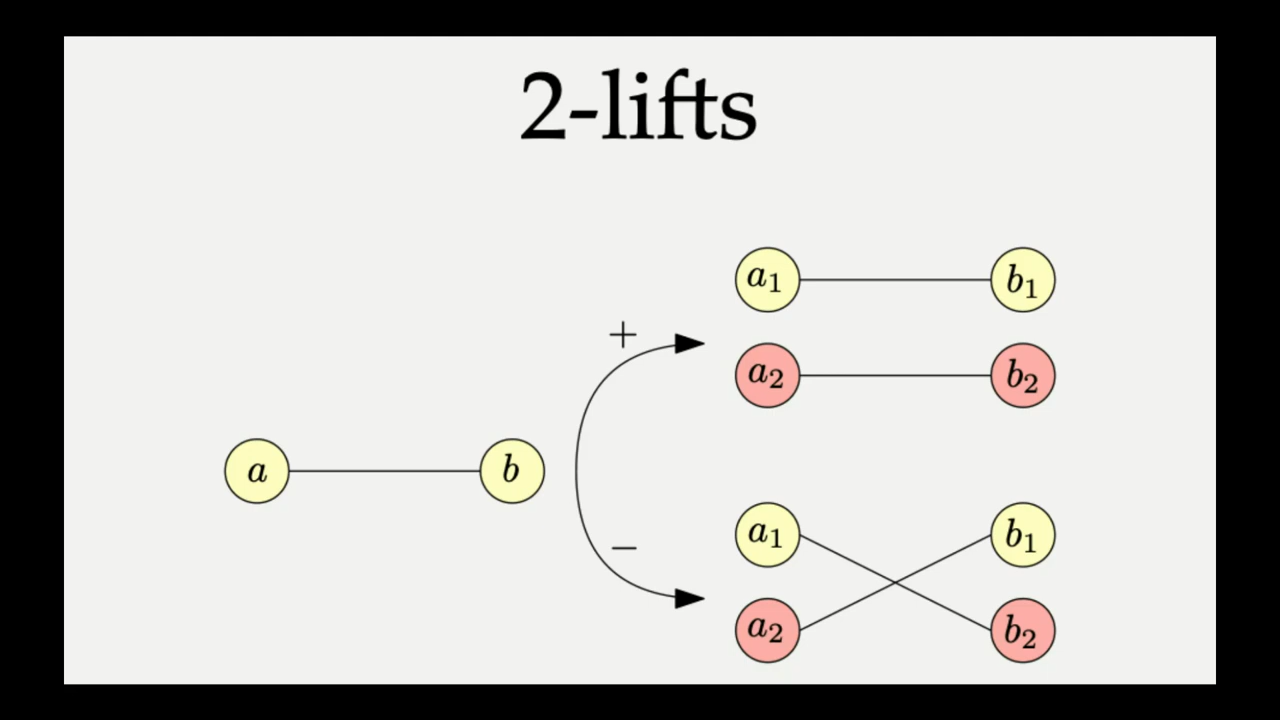 2-lifts
a₁ b₁
+
a₂ b₂
a b
a₁ b₁
−
a₂ b₂